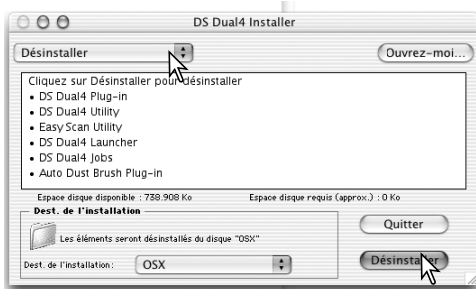 DS Dual4 Installer
Désinstaller
Ouvrez-moi...
Cliquez sur Désinstaller pour désinstaller
• DS Dual4 Plug-in
• DS Dual4 Utility
• Easy Scan Utility
• DS Dual4 Launcher
• DS Dual4 Jobs
• Auto Dust Brush Plug-in
Espace disque disponible : 738.908 Ko Espace disque requis (approx.) : 0 Ko
Dest. de l'installation
Les éléments seront désinstallés du disque "OSX"
Dest. de l'installation: OSX
Quitter
Désinstaller